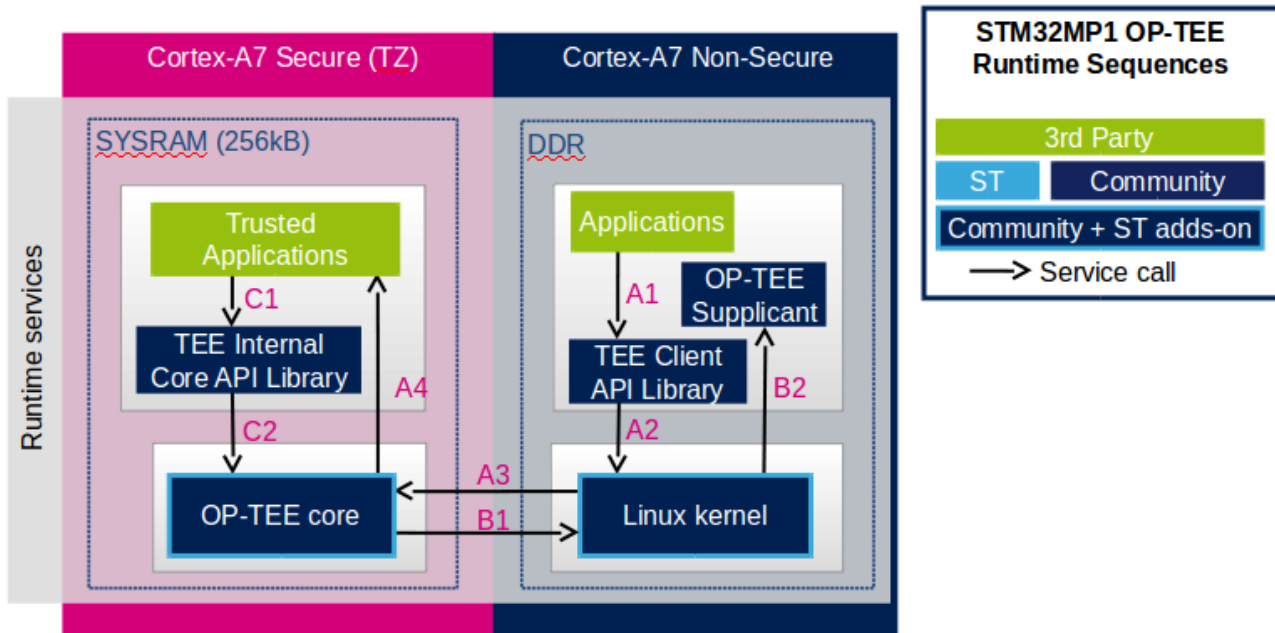 Cortex-A7 Secure (TZ)
Cortex-A7 Non-Secure
STM32MP1 OP-TEE
Runtime Sequences
3rd Party
ST
Community
Community + ST adds-on
Service call
Runtime services
SYSRAM (256kB)
Trusted
Applications
C1
TEE Internal
Core API Library
A4
C2
OP-TEE core
A3
B1
DDR
Applications
A1
OP-TEE
Supplicant
TEE Client
API Library
B2
A2
Linux kernel